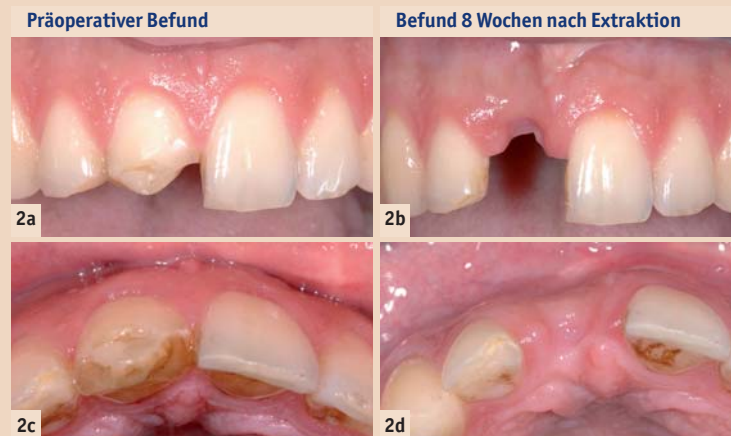 Präoperativer Befund
Befund 8 Wochen nach Extraktion
2a
2b
2c
2d